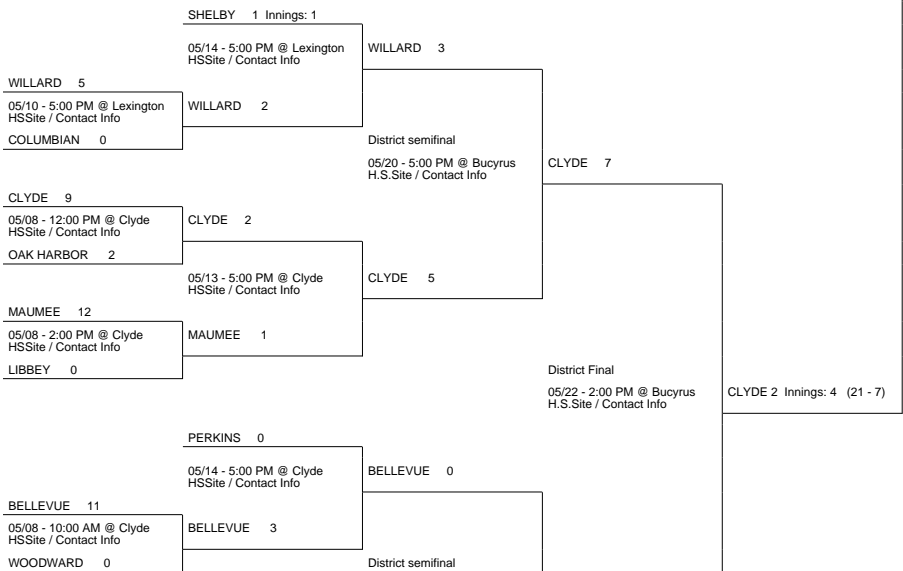 SHELBY 1 Innings: 1
05/14 - 5:00 PM @ Lexington
HSSite / Contact Info
WILLARD 3
WILLARD 5
05/10 - 5:00 PM @ Lexington
HSSite / Contact Info
WILLARD 2
COLUMBIAN 0
District semifinal
05/20 - 5:00 PM @ Bucyrus
H.S.Site / Contact Info
CLYDE 7
CLYDE 9
05/08 - 12:00 PM @ Clyde
HSSite / Contact Info
CLYDE 2
OAK HARBOR 2
05/13 - 5:00 PM @ Clyde
HSSite / Contact Info
CLYDE 5
MAUMEE 12
05/08 - 2:00 PM @ Clyde
HSSite / Contact Info
MAUMEE 1
LIBBEY 0
District Final
05/22 - 2:00 PM @ Bucyrus
H.S.Site / Contact Info
CLYDE 2 Innings: 4 (21 - 7)
PERKINS 0
05/14 - 5:00 PM @ Clyde
HSSite / Contact Info
BELLEVUE 0
BELLEVUE 11
05/08 - 10:00 AM @ Clyde
HSSite / Contact Info
BELLEVUE 3
WOODWARD 0
District semifinal